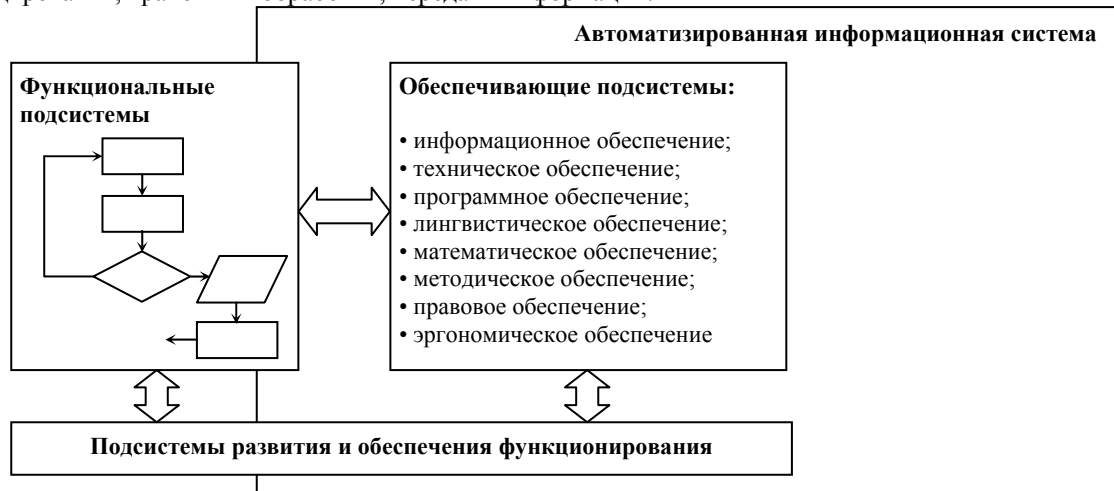 Автоматизированная информационная система
Функциональные
подсистемы
Обеспечивающие подсистемы:
• информационное обеспечение;
• техническое обеспечение;
• программное обеспечение;
• лингвистическое обеспечение;
• математическое обеспечение;
• методическое обеспечение;
• правовое обеспечение;
• эргономическое обеспечение
Подсистемы развития и обеспечения функционирования